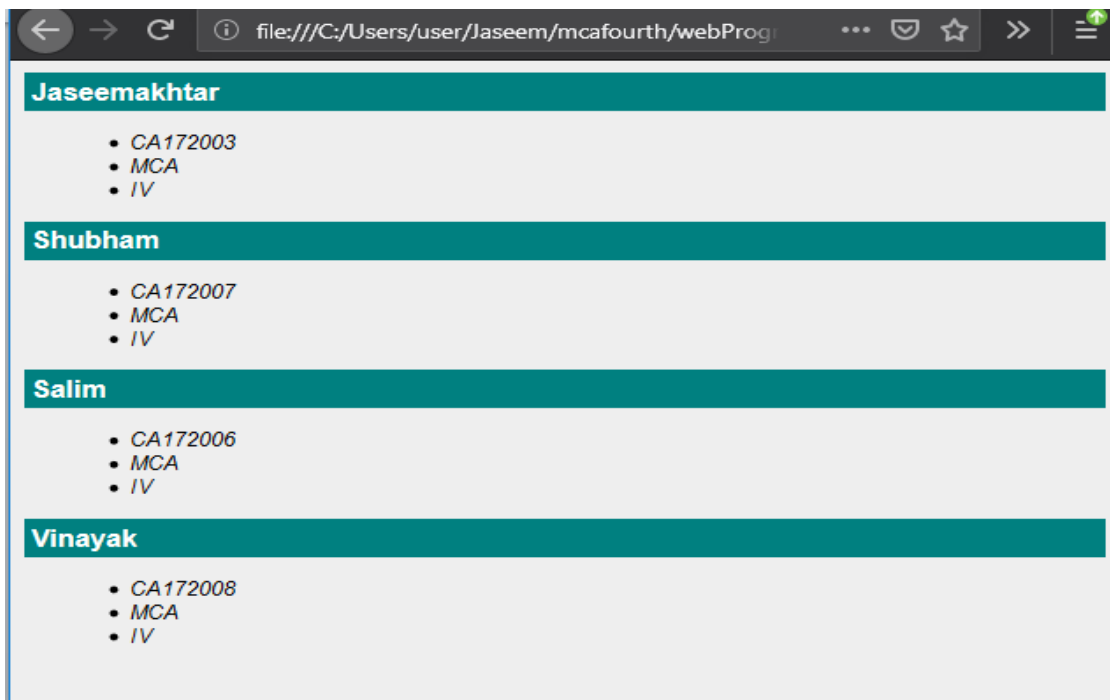 file:///C:/Users/user/Jaseem/mcafourth/webProgr
Jaseemakhtar
CA172003
MCA
IV
Shubham
CA172007
MCA
IV
Salim
CA172006
MCA
IV
Vinayak
CA172008
MCA
IV